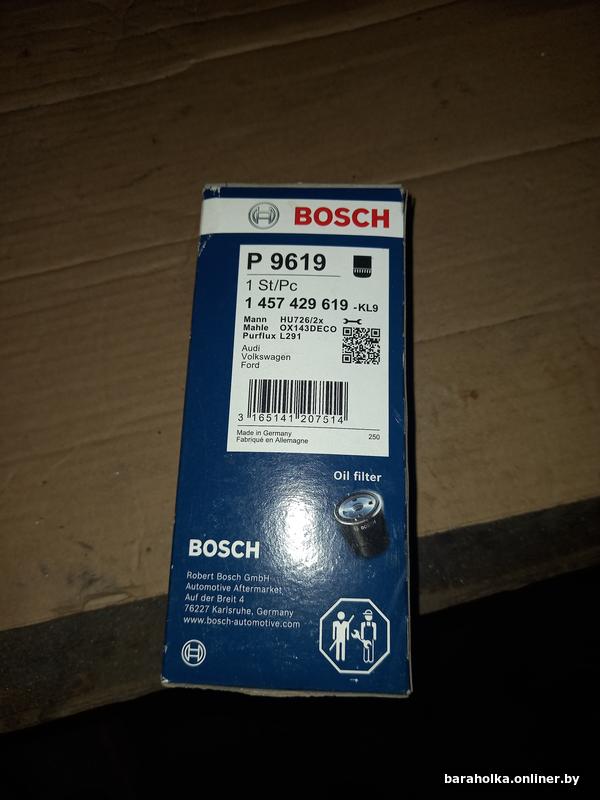 BOSCH
P 9619
1 St/Pc
1 457 429 619 -KL9
Mann HU726/2x
Mahle OX143DECO
Purflux L291
Audi
Volkswagen
Ford
3 165141 207514
Made in Germany
Fabriqué en Allemagne
250
Oil filter
BOSCH
BOSCH
Robert Bosch GmbH
Automotive Aftermarket
Auf der Breit 4
76227 Karlsruhe, Germany
www.bosch-automotive.com
baraholka.onliner.by